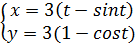 x = 3(t − sint)
y = 3(1 − cost)